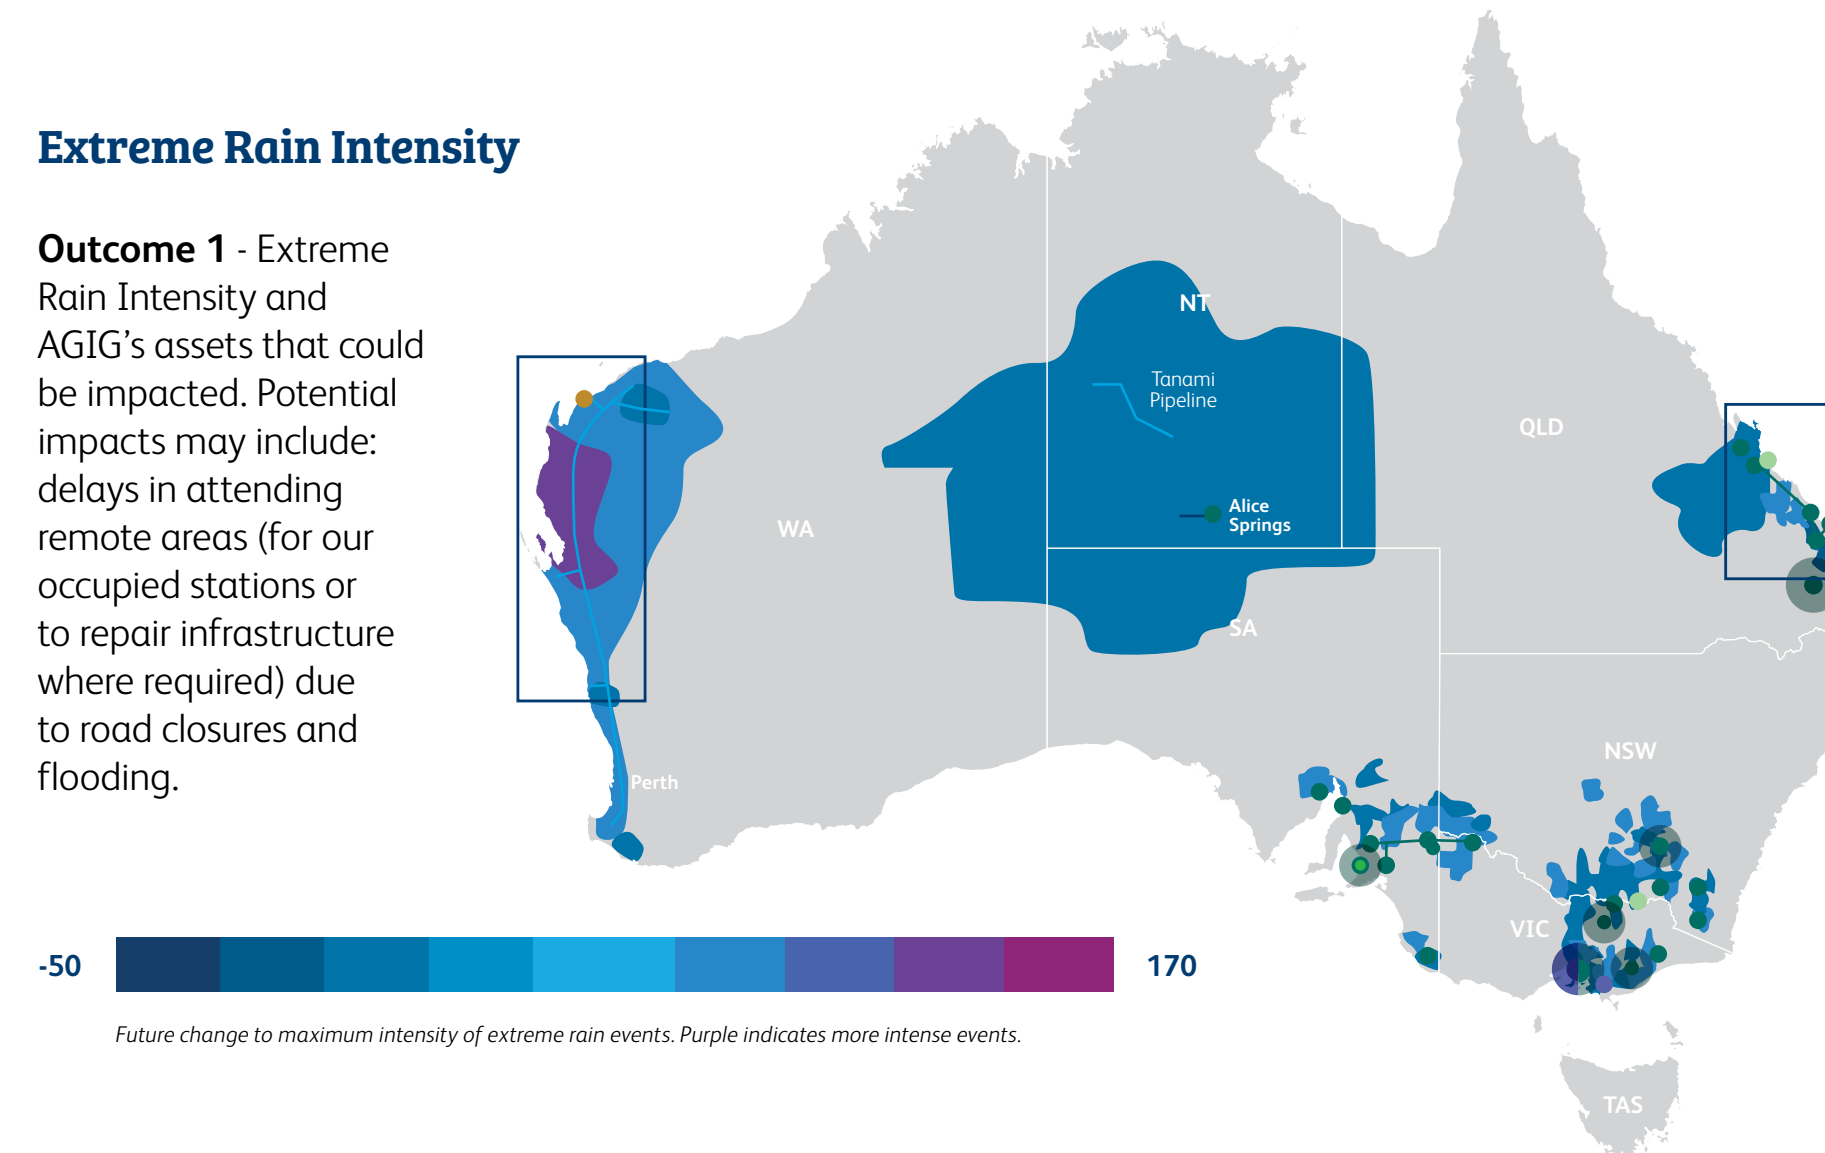 Extreme Rain Intensity
Outcome 1 - Extreme
Rain Intensity and
AGIG’s assets that could
be impacted. Potential
impacts may include:
delays in attending
remote areas (for our
occupied stations or
to repair infrastructure
where required) due
to road closures and
flooding.
NT
Tanami
Pipeline
QLD
Alice
Springs
WA
SA
NSW
Perth
VIC
TAS
-50
170
Future change to maximum intensity of extreme rain events. Purple indicates more intense events.